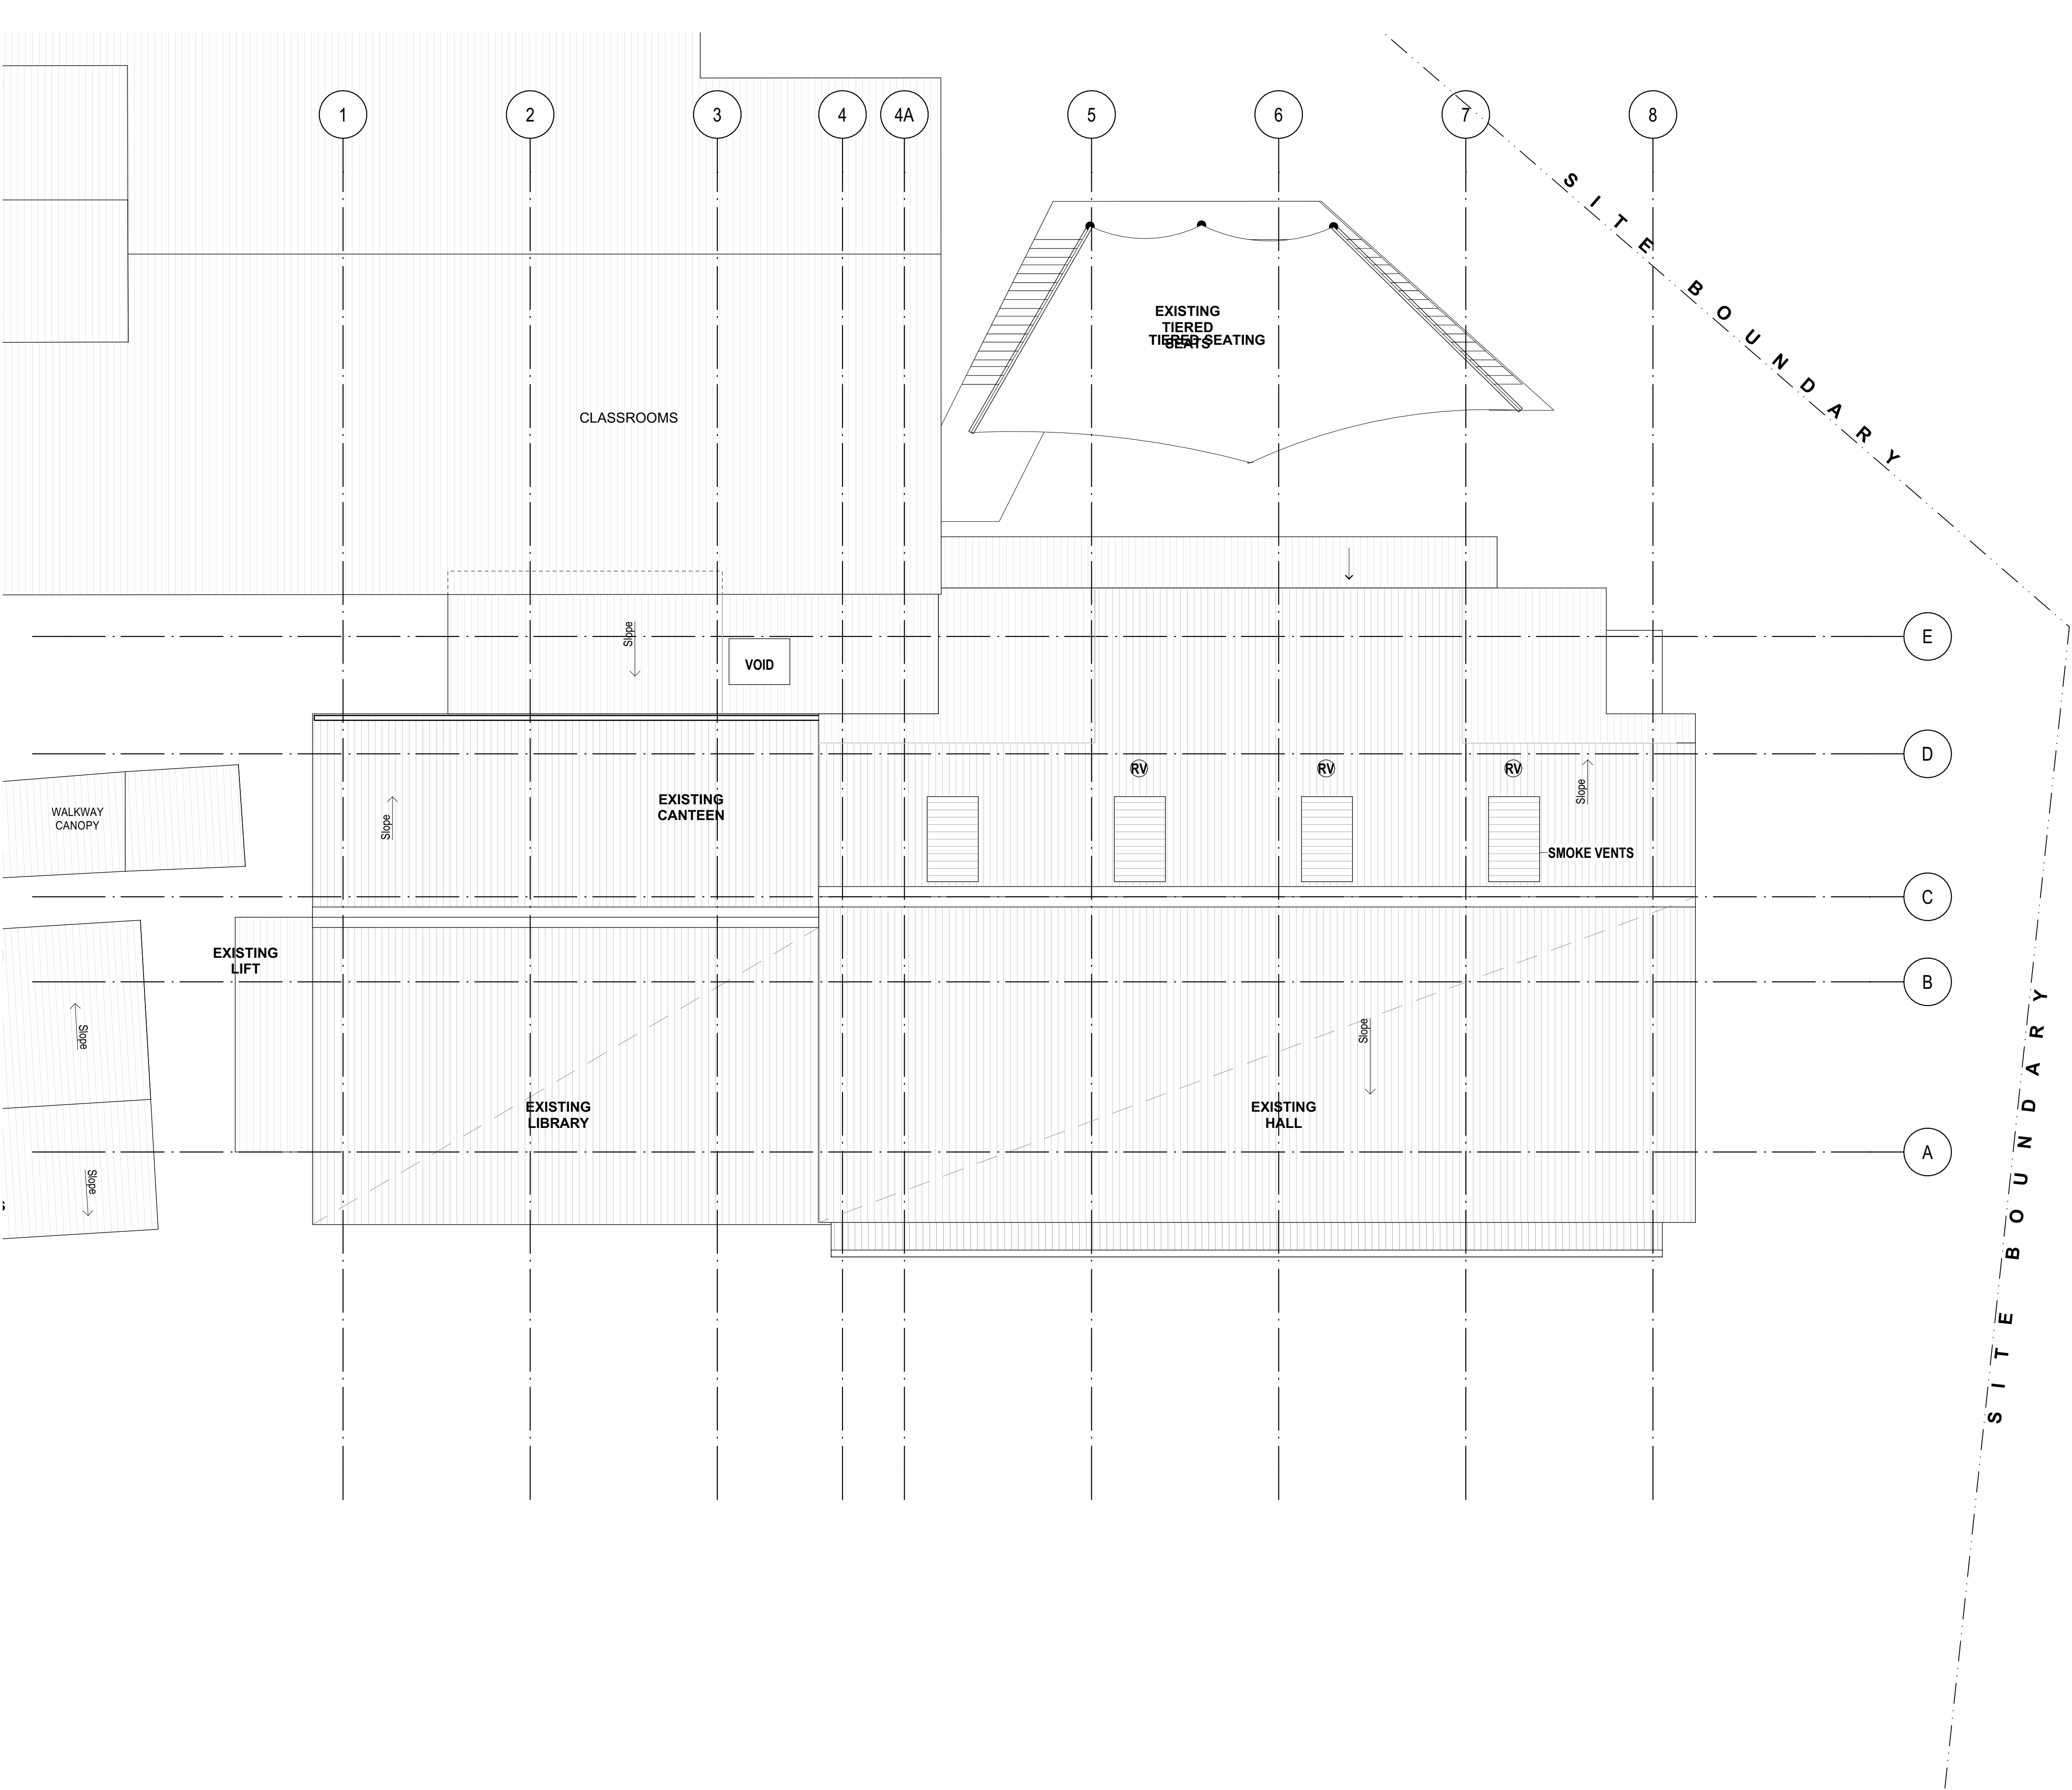 1 2 3 4 4A 5 6 7 8
SITE BOUNDARY
EXISTING
TIERED
SEATS
TIERED SEATING
CLASSROOMS
Slope
VOID
E
D
RV RV RV
WALKWAY
CANOPY
Slope
EXISTING
CANTEEN
Slope
SMOKE VENTS
C
EXISTING
LIFT
B
Slope
Slope
EXISTING
LIBRARY
EXISTING
HALL
A
Slope
SITE BOUNDARY